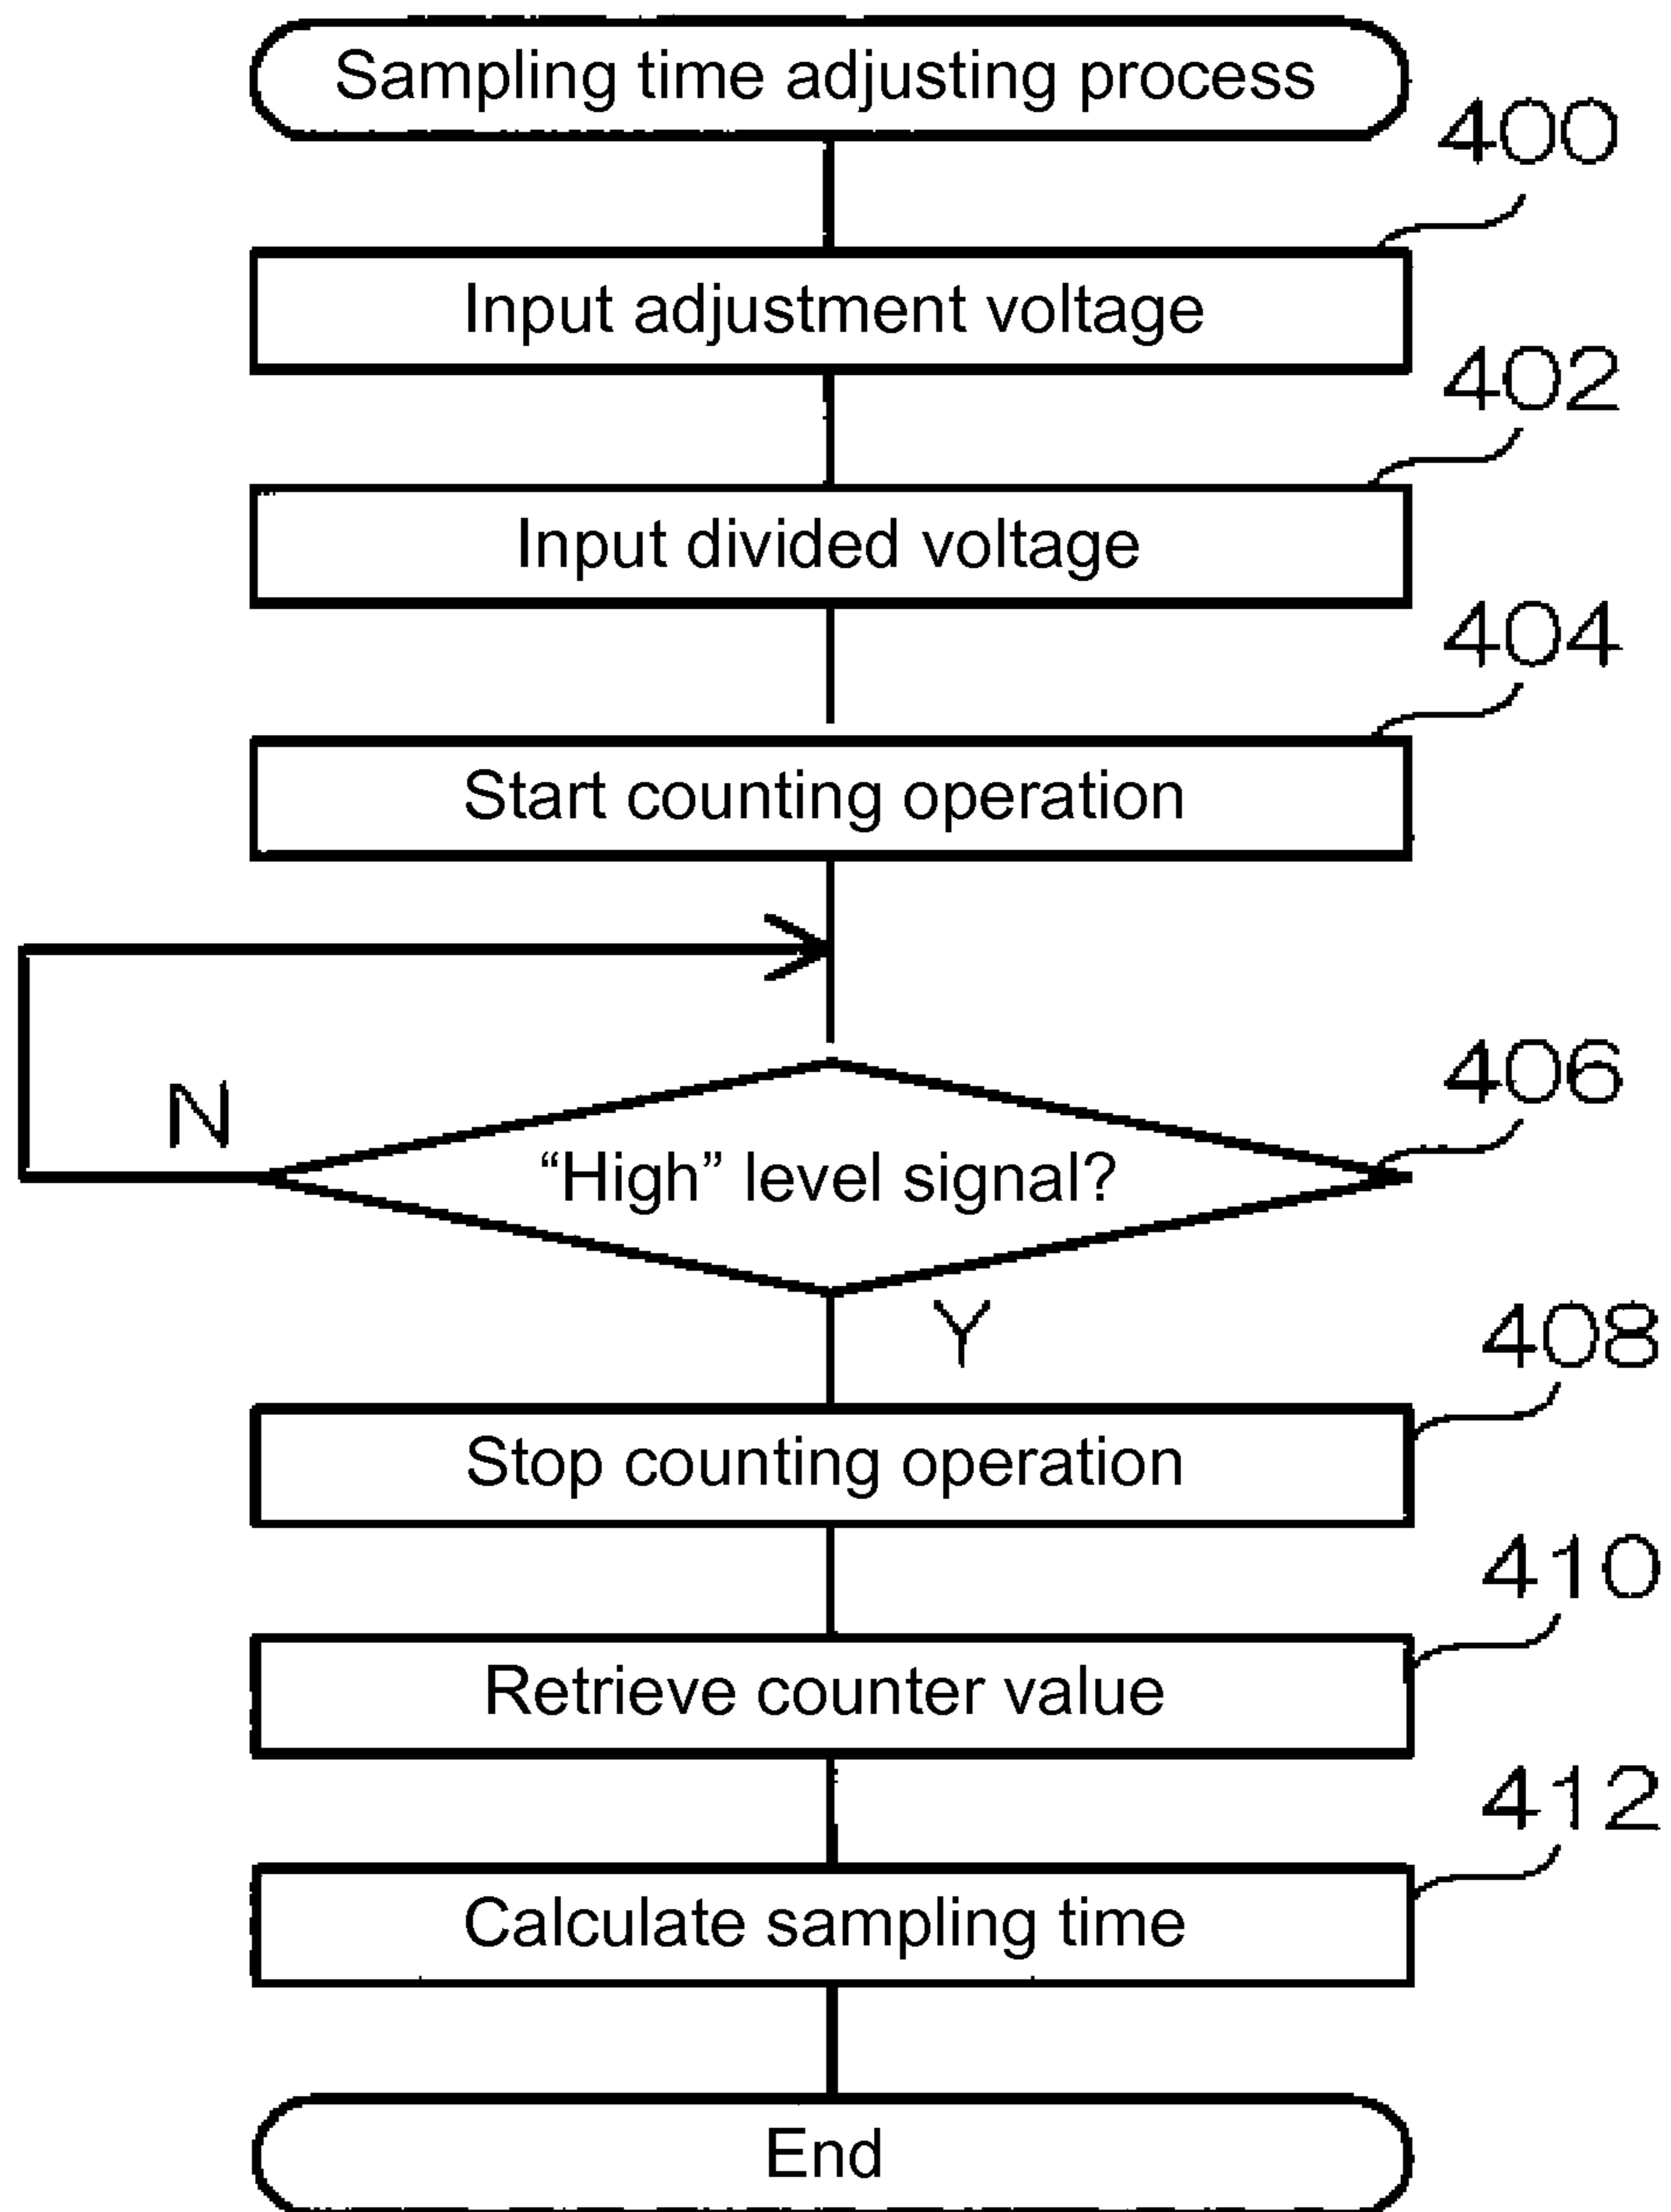 Sampling time adjusting process
400
Input adjustment voltage
402
Input divided voltage
404
Start counting operation
406
N
“High” level signal?
Y
408
Stop counting operation
410
Retrieve counter value
412
Calculate sampling time
End